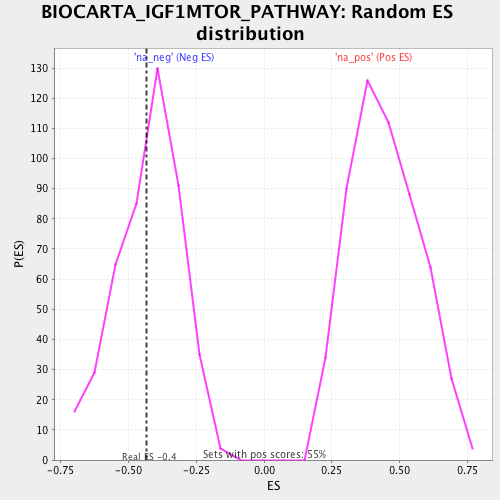 BIOCARTA_IGF1MTOR_PATHWAY: Random ES
distribution
'na_neg' (Neg ES)
'na_pos' (Pos ES)
130
120
110
100
90
80
70
60
50
40
30
20
10
0
P(ES)
Real ES -0.4
Sets with pos scores: 55%
-0.75
-0.50
-0.25
0.00
0.25
0.50
0.75
ES